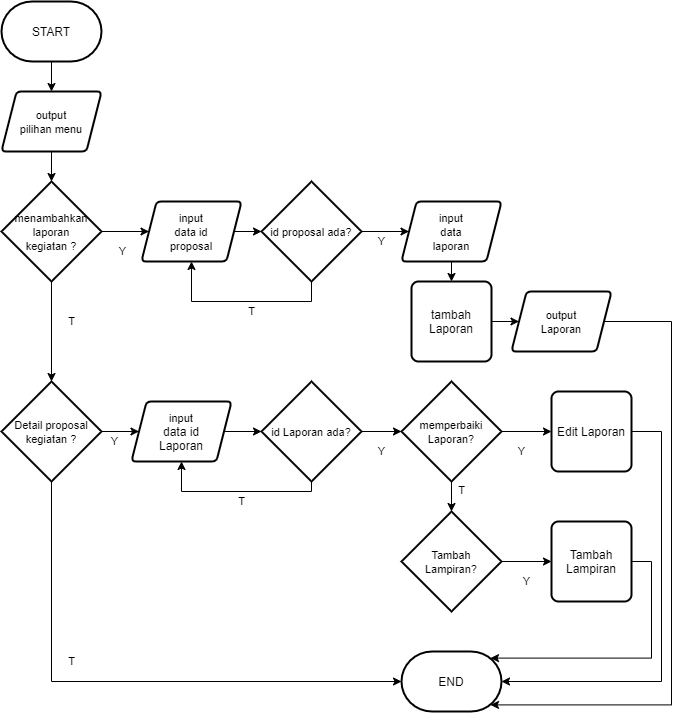 START
output
pilihan menu
menambahkan
laporan
kegiatan ?
Y
input
data id
proposal
id proposal ada?
Y
input
data
laporan
T
T
tambah
Laporan
output
Laporan
Detail proposal
kegiatan ?
Y
input
data id
Laporan
id Laporan ada?
Y
memperbaiki
Laporan?
Y
Edit Laporan
T
T
Tambah
Lampiran?
Y
Tambah
Lampiran
T
END